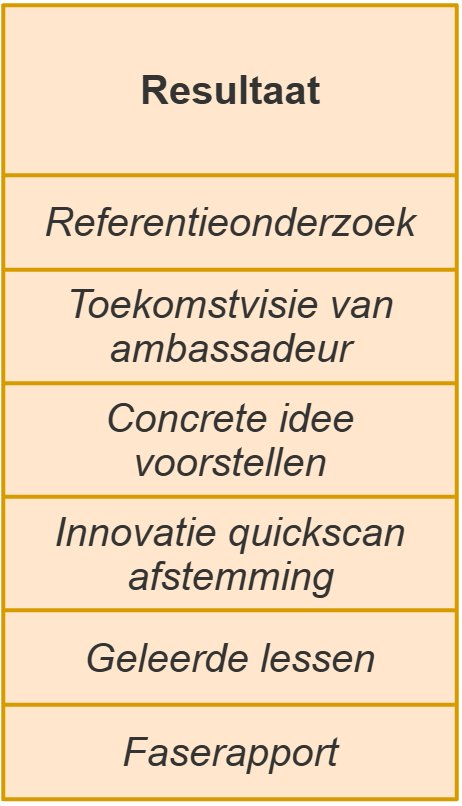 Resultaat
Referentieonderzoek
Toekomstvisie van
ambassadeur
Concrete idee
voorstellen
Innovatie quickscan
afstemming
Geleerde lessen
Faserapport